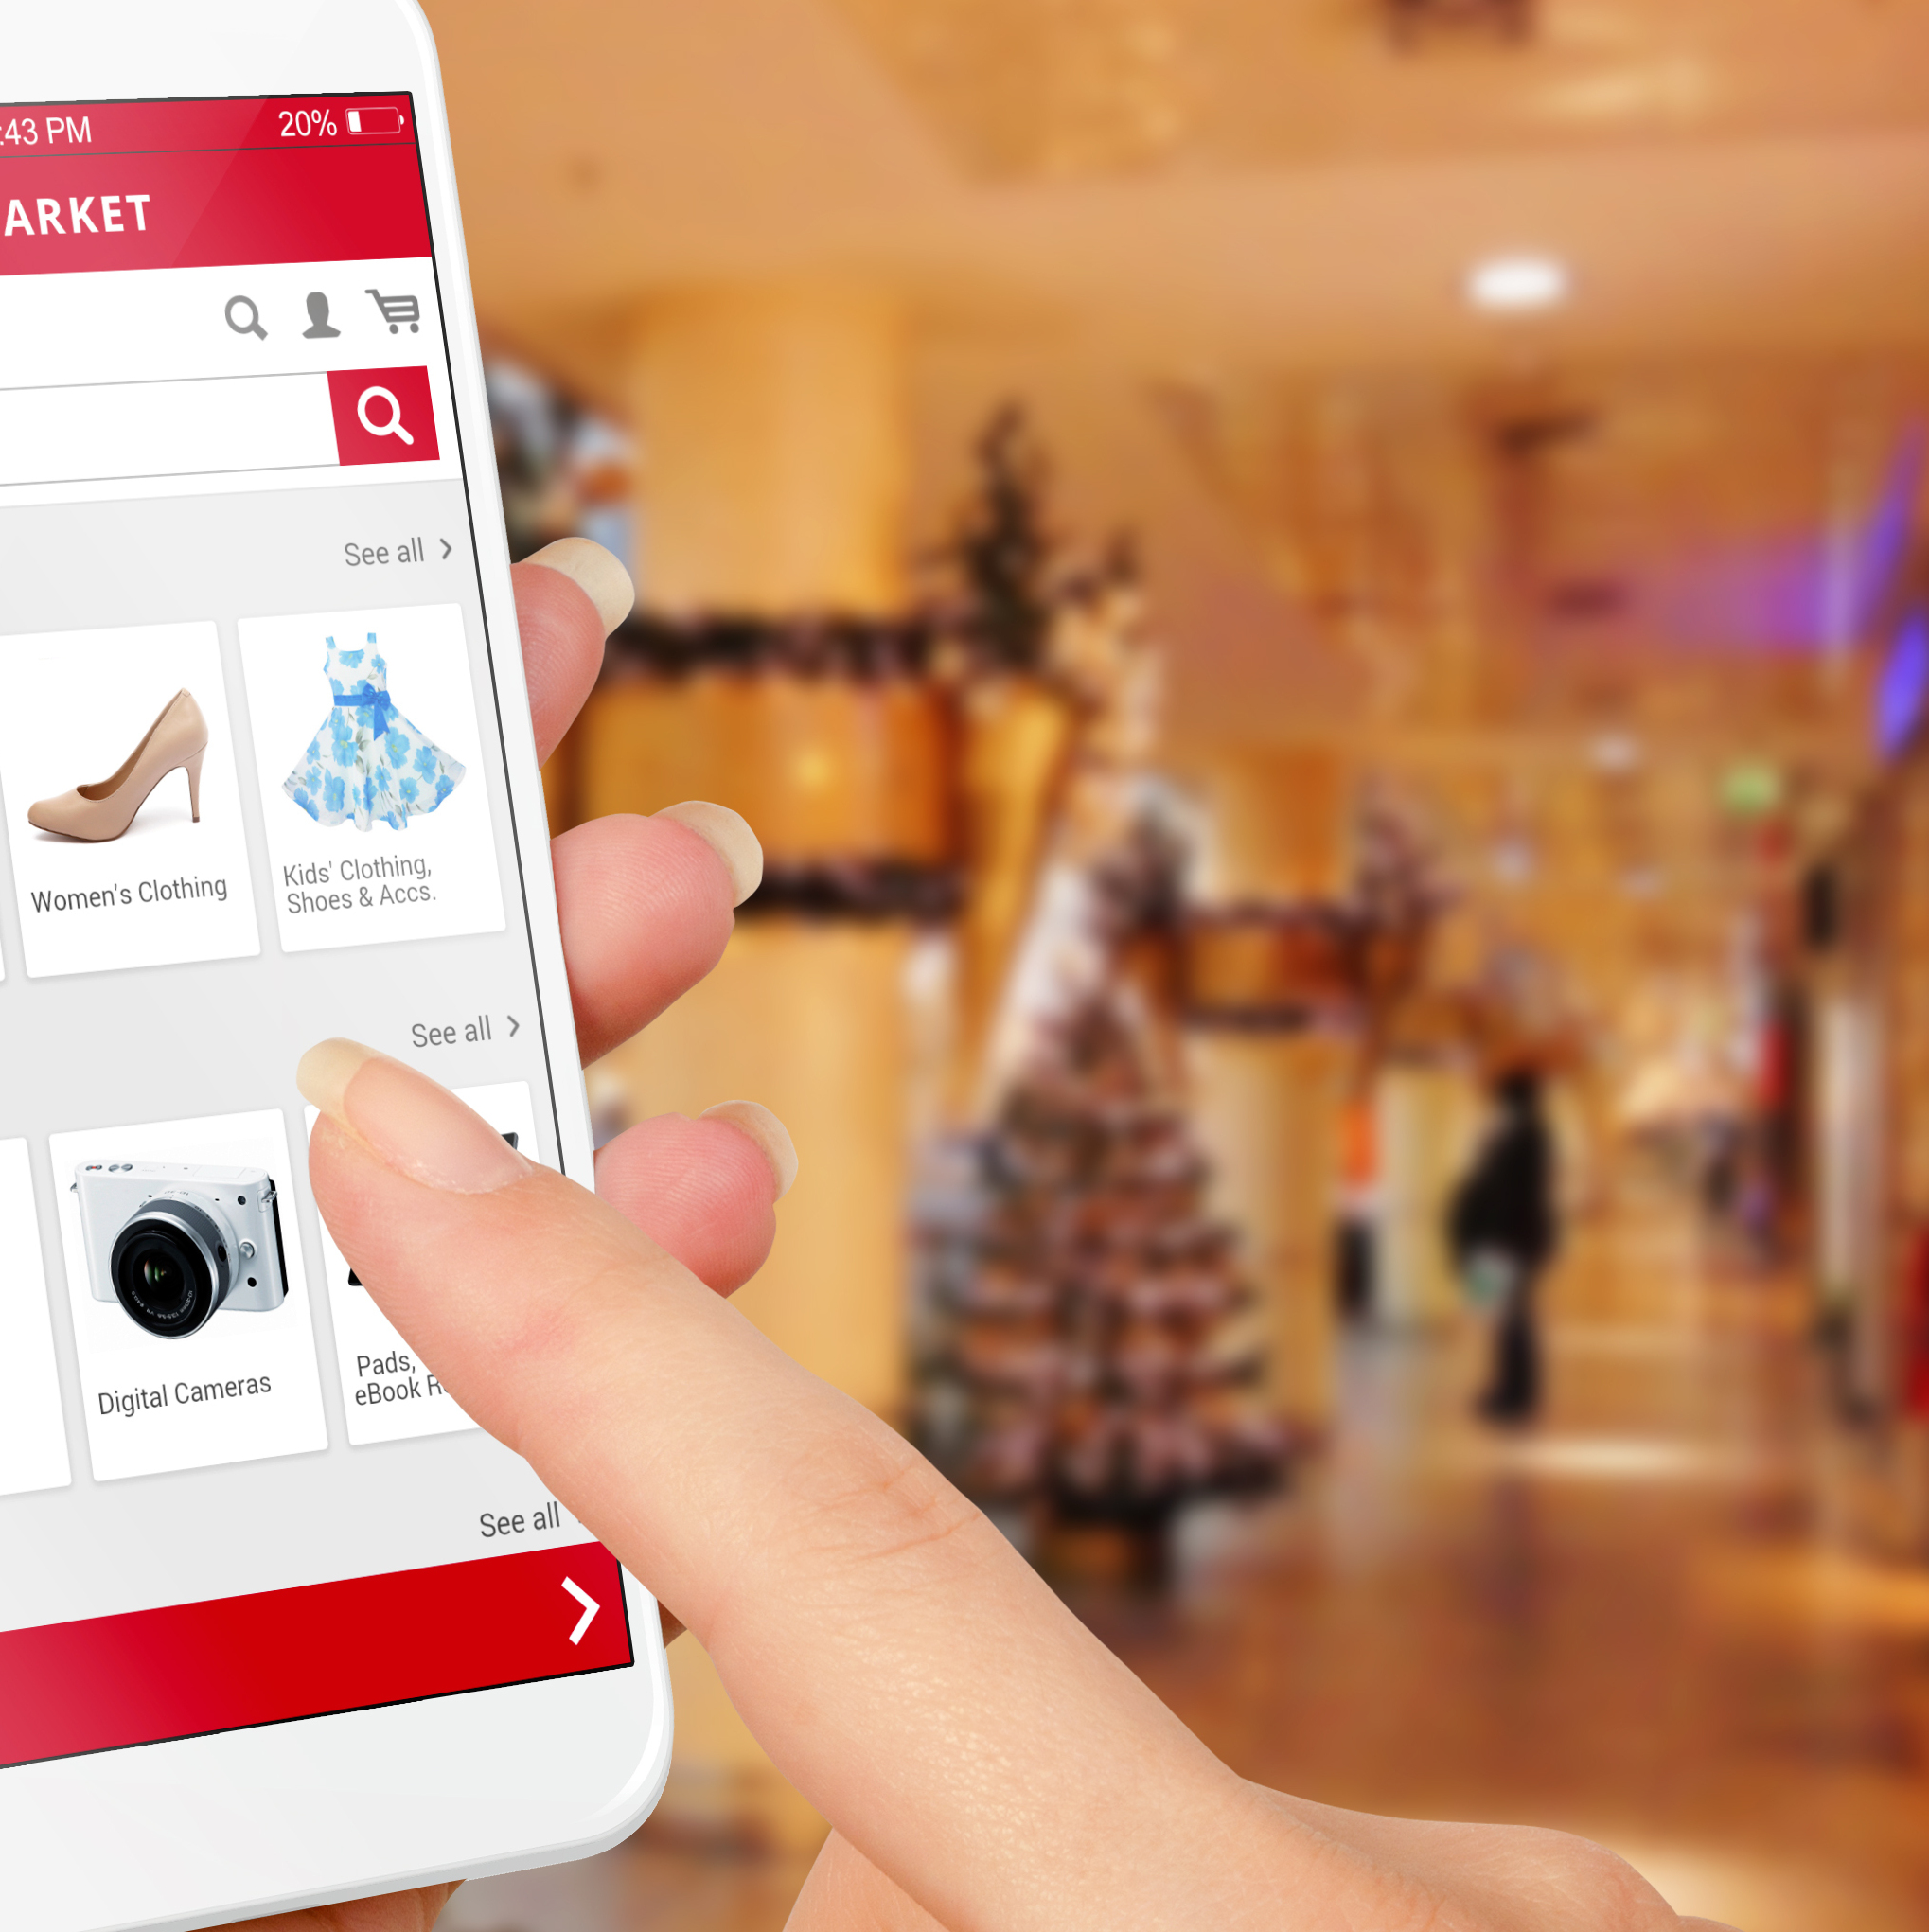 :43 PM 20%
ARKET
See all
Women's Clothing
Kids' Clothing,
Shoes & Accs.
See all
Digital Cameras
Pads,
eBook
See all